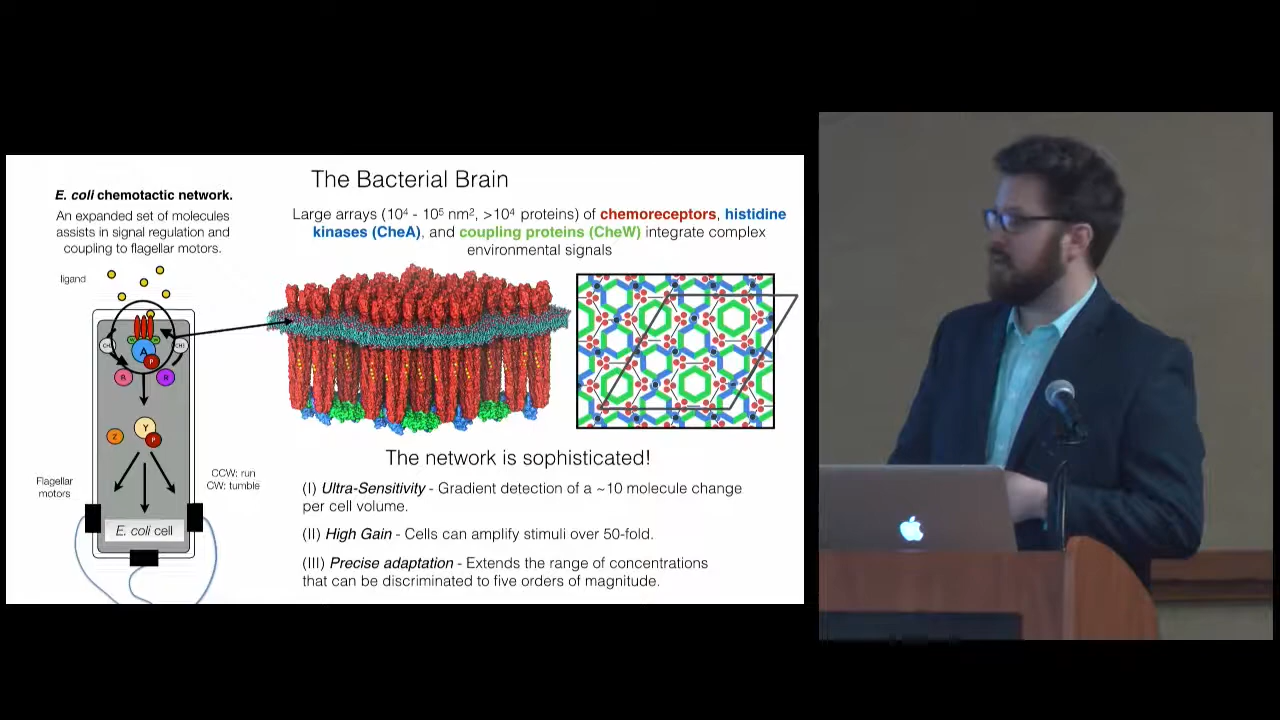 The Bacterial Brain
E. coli chemotactic network.
An expanded set of molecules
assists in signal regulation and
coupling to flagellar motors.
ligand
A
P
R
R
Z
Y
P
Flagellar
motors
CCW: run
CW: tumble
E. coli cell
Large arrays (10⁴ - 10⁵ nm², >10⁴ proteins) of chemoreceptors, histidine
kinases (CheA), and coupling proteins (CheW) integrate complex
environmental signals
The network is sophisticated!
(I) Ultra-Sensitivity - Gradient detection of a ~10 molecule change
per cell volume.
(II) High Gain - Cells can amplify stimuli over 50-fold.
(III) Precise adaptation - Extends the range of concentrations
that can be discriminated to five orders of magnitude.